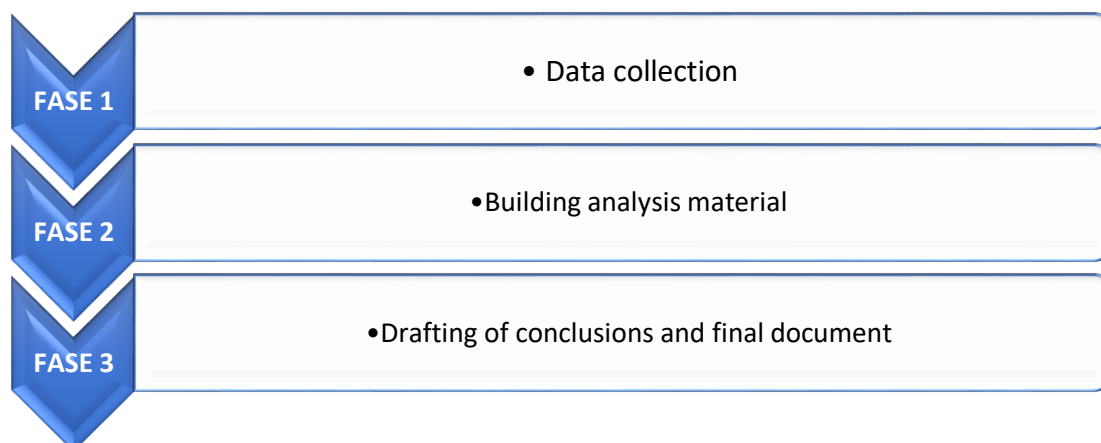 FASE 1
• Data collection
FASE 2
•Building analysis material
FASE 3
•Drafting of conclusions and final document